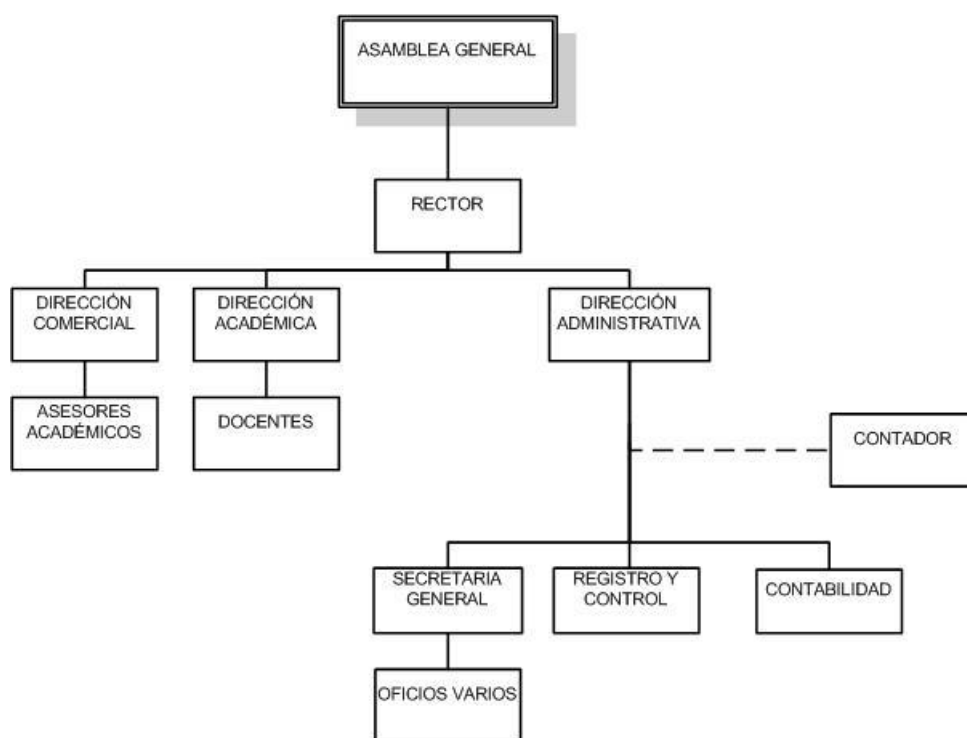 ASAMBLEA GENERAL
RECTOR
DIRECCIÓN
COMERCIAL
DIRECCIÓN
ACADÉMICA
DIRECCIÓN
ADMINISTRATIVA
ASESORES
ACADÉMICOS
DOCENTES
CONTADOR
SECRETARIA
GENERAL
REGISTRO Y
CONTROL
CONTABILIDAD
OFICIOS VARIOS